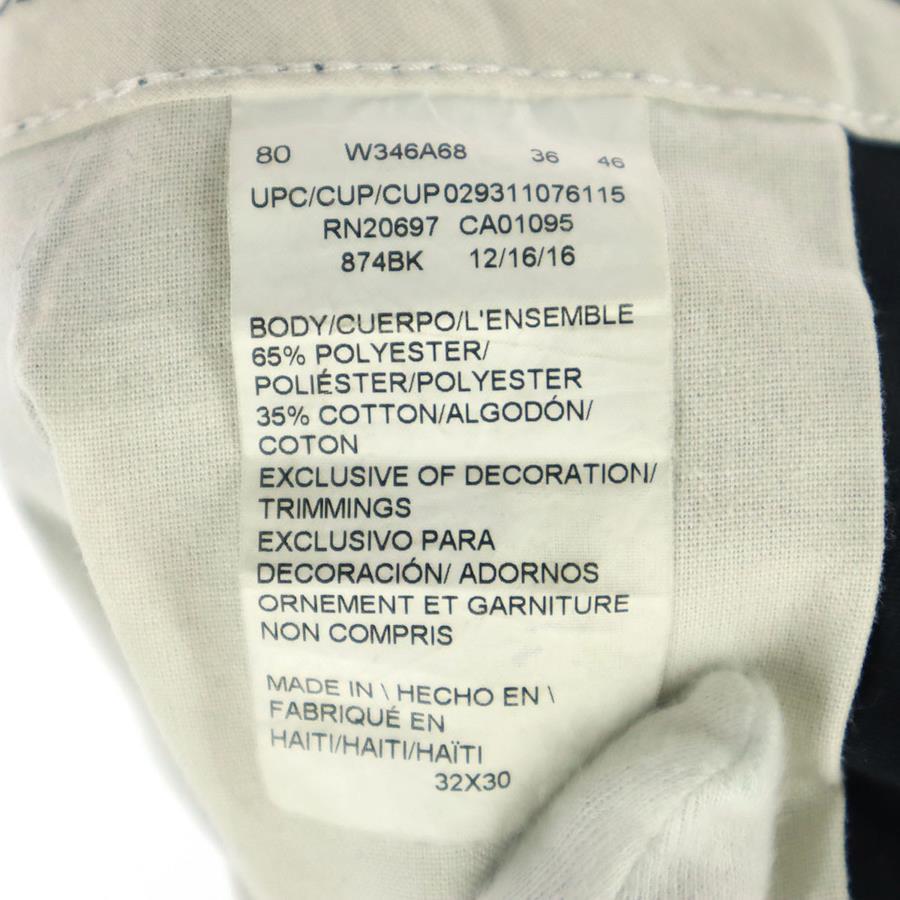 80 W346A68 36 46
UPC/CUP/CUP029311076115
RN20697 CA01095
874BK 12/16/16
BODY/CUERPO/L'ENSEMBLE
65% POLYESTER/
POLIÉSTER/POLYESTER
35% COTTON/ALGODÓN/
COTON
EXCLUSIVE OF DECORATION/
TRIMMINGS
EXCLUSIVO PARA
DECORACIÓN/ ADORNOS
ORNEMENT ET GARNITURE
NON COMPRIS
MADE IN \ HECHO EN \
FABRIQUÉ EN
HAITI/HAITI/HAÏTI
32X30